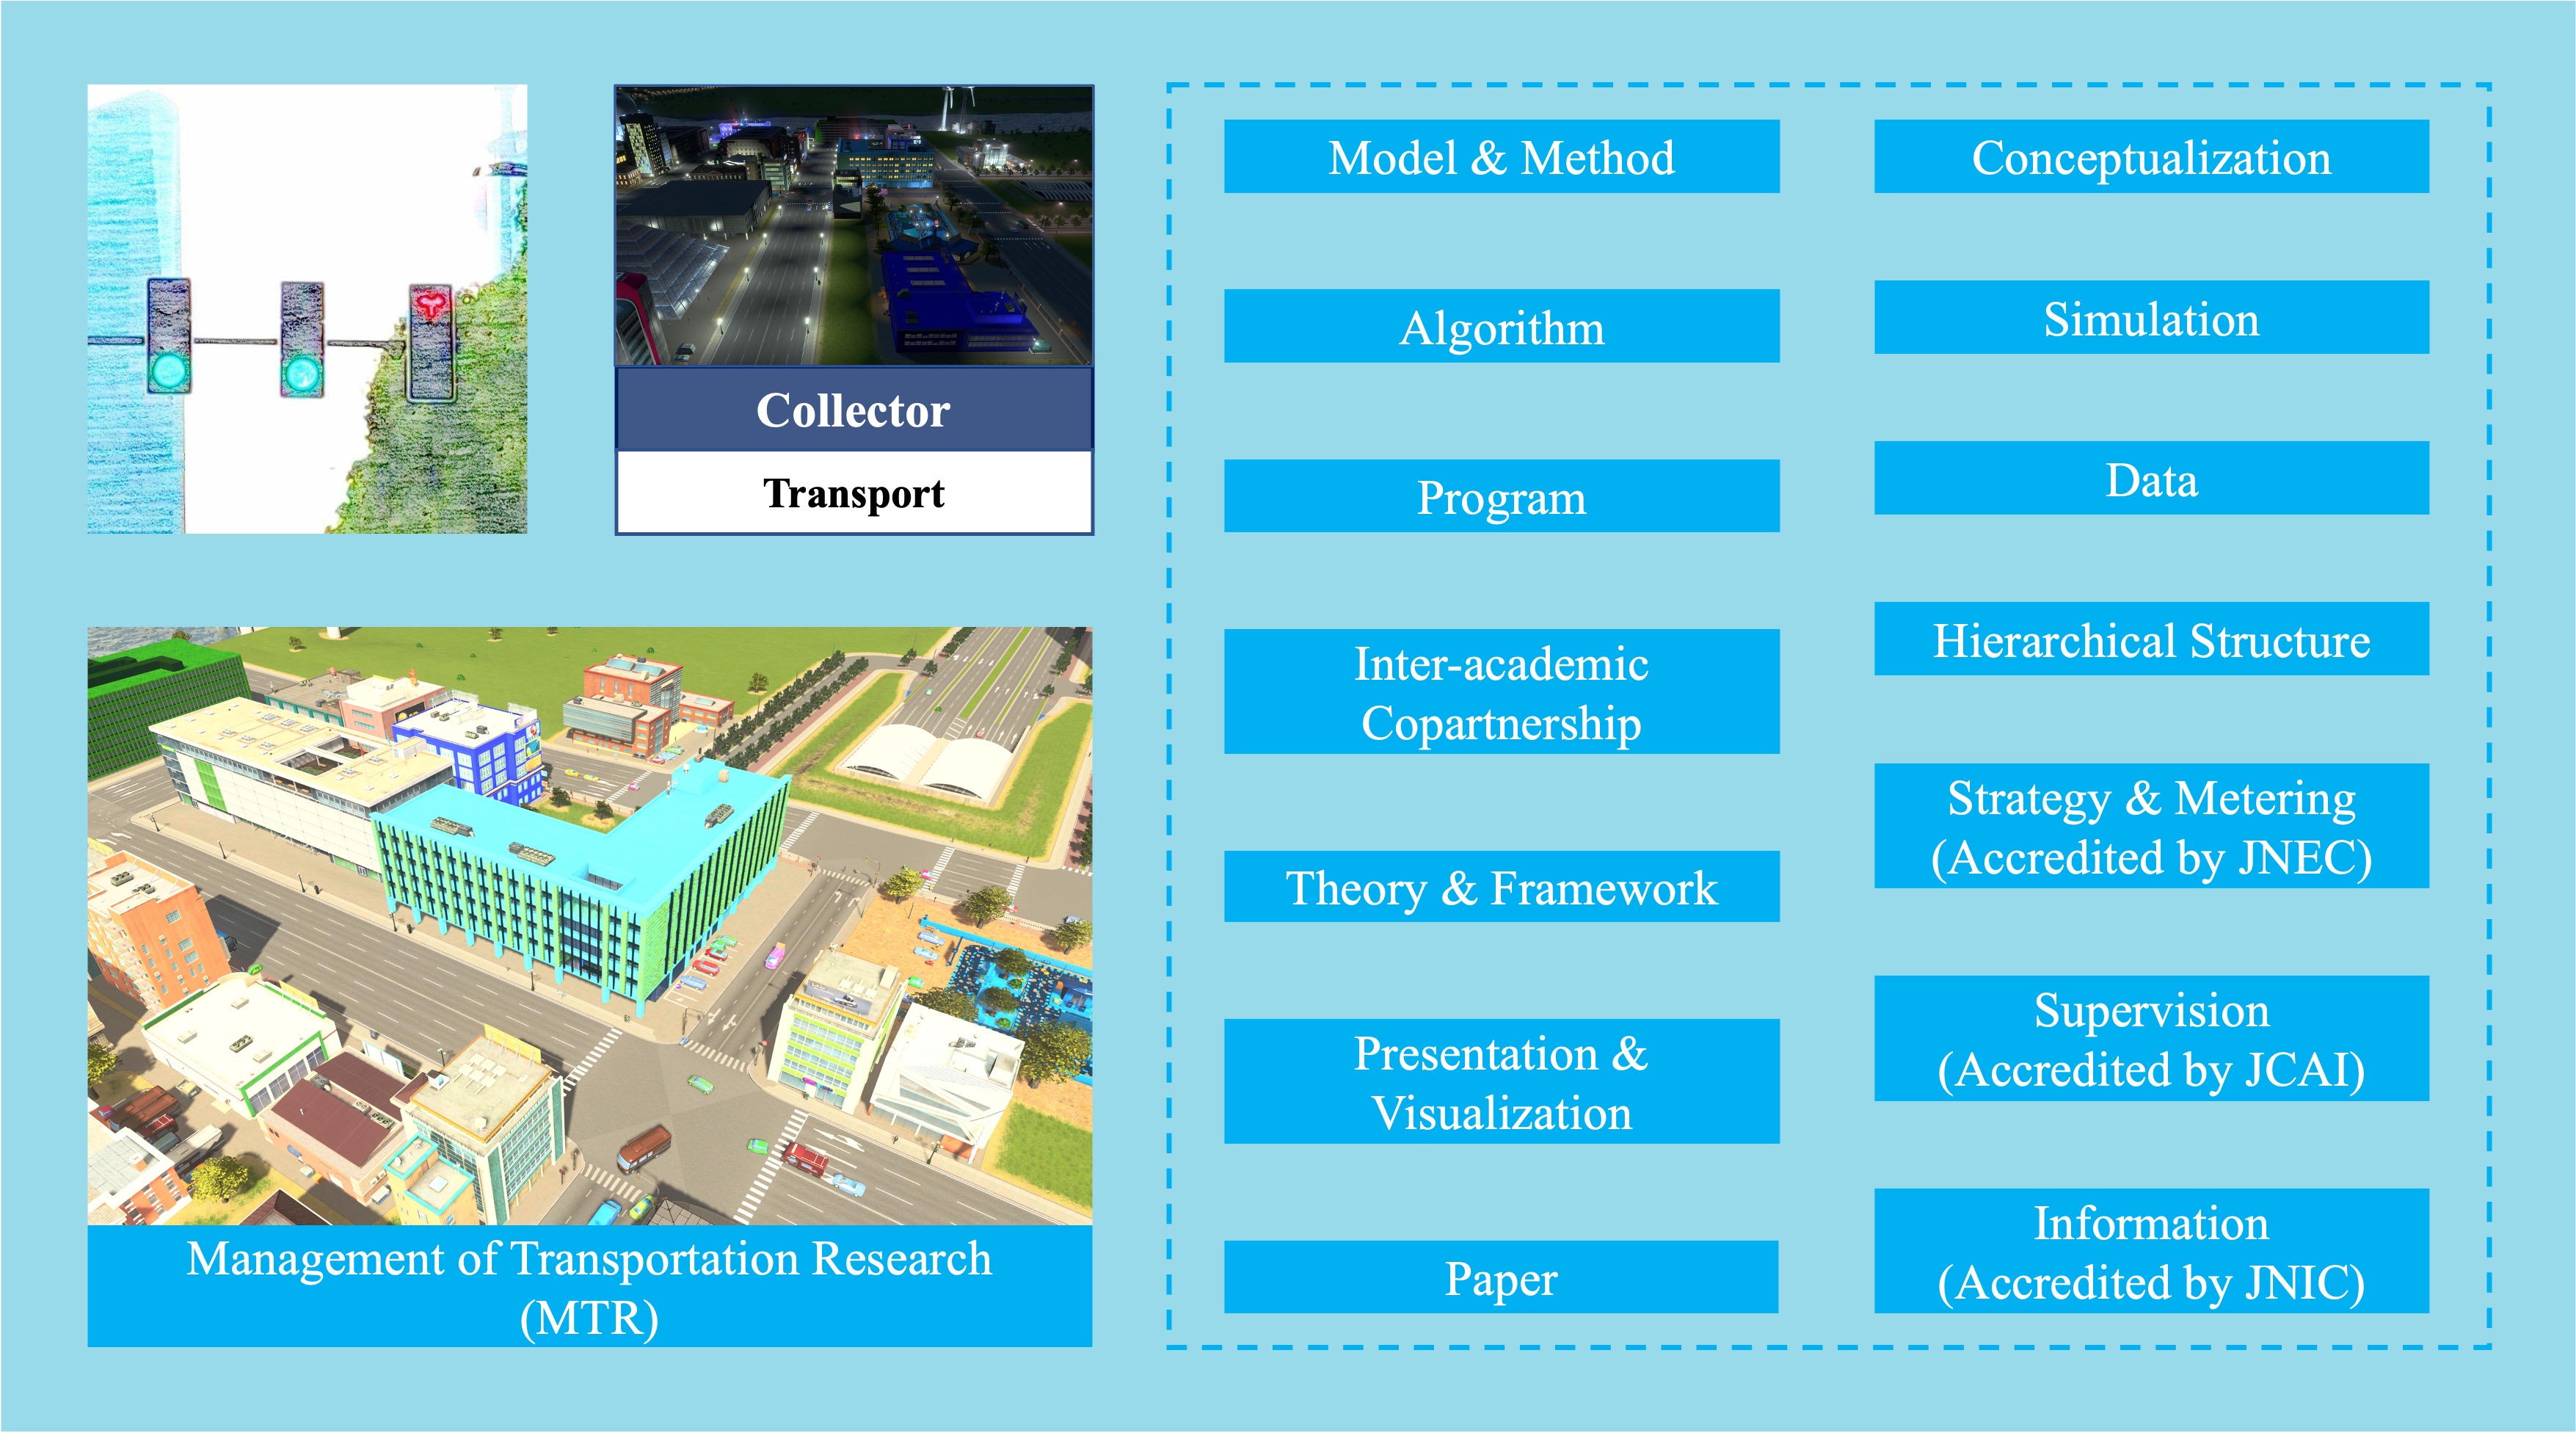 Collector
Transport
Management of Transportation Research
(MTR)
Model & Method
Algorithm
Program
Inter-academic
Copartnership
Theory & Framework
Presentation &
Visualization
Paper
Conceptualization
Simulation
Data
Hierarchical Structure
Strategy & Metering
(Accredited by JNEC)
Supervision
(Accredited by JCAI)
Information
(Accredited by JNIC)